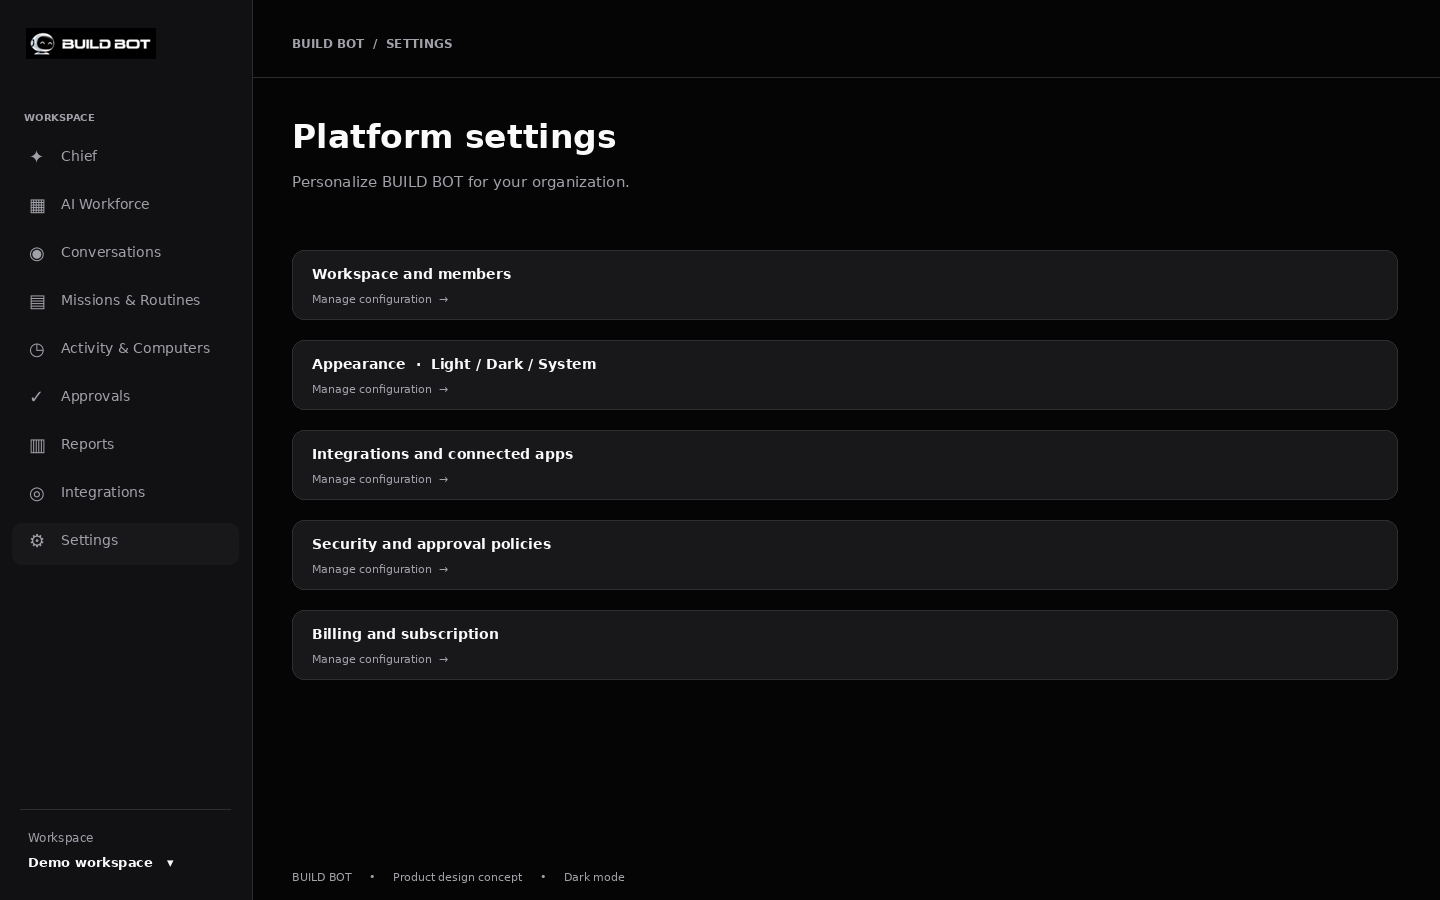 BUILD BOT
WORKSPACE
Chief
AI Workforce
Conversations
Missions & Routines
Activity & Computers
Approvals
Reports
Integrations
Settings
Workspace
Demo workspace ▾
BUILD BOT / SETTINGS
Platform settings
Personalize BUILD BOT for your organization.
Workspace and members
Manage configuration →
Appearance · Light / Dark / System
Manage configuration →
Integrations and connected apps
Manage configuration →
Security and approval policies
Manage configuration →
Billing and subscription
Manage configuration →
BUILD BOT • Product design concept • Dark mode